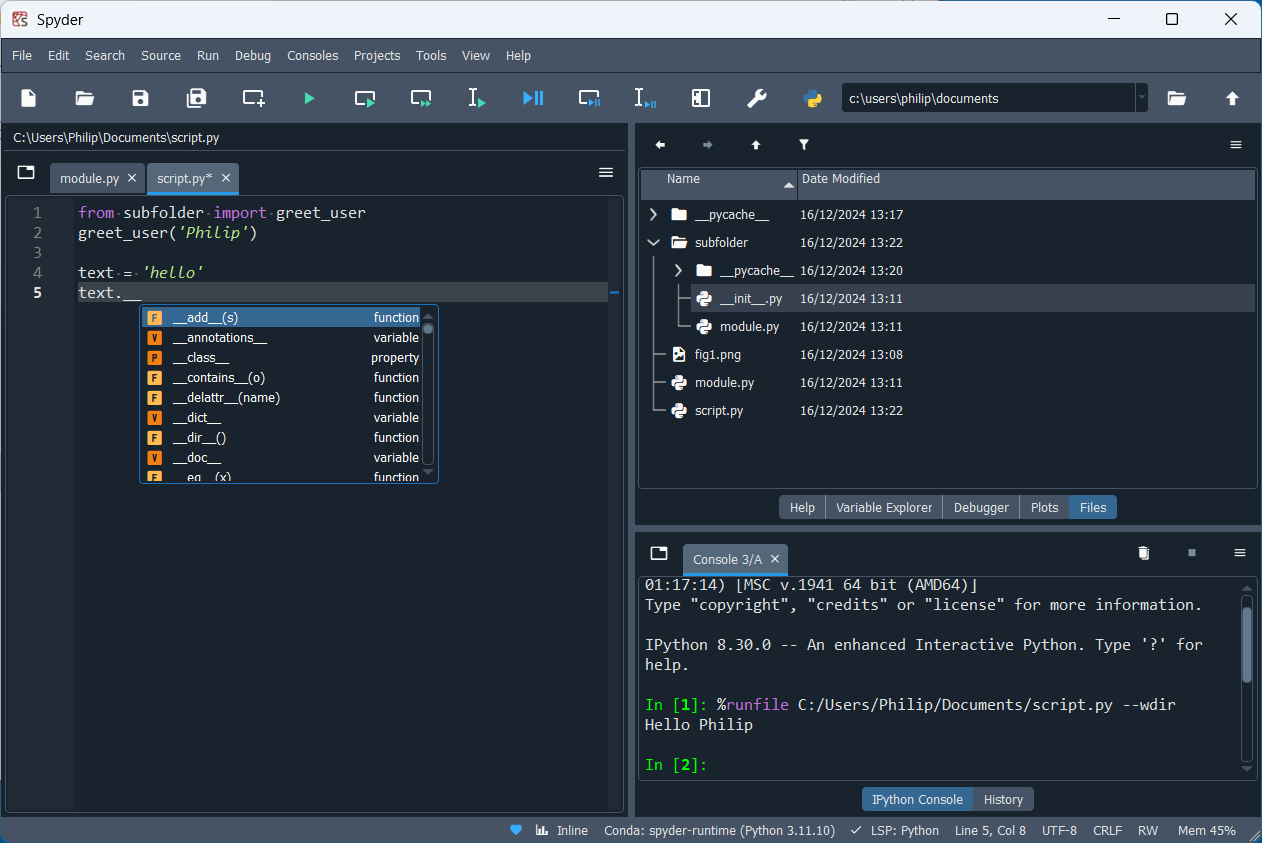 Spyder
File Edit Search Source Run Debug Consoles Projects Tools View Help
c:\users\philip\documents
C:\Users\Philip\Documents\script.py
module.py script.py*
1 from subfolder import greet_user
2 greet_user('Philip')
3
4 text = 'hello'
5 text.__
F __add__(s) function
V __annotations__ variable
P __class__ property
F __contains__(o) function
F __delattr__(name) function
V __dict__ variable
F __dir__() function
V __doc__ variable
F __eq__(x) function
Name Date Modified
__pycache__ 16/12/2024 13:17
subfolder 16/12/2024 13:22
__pycache__ 16/12/2024 13:20
__init__.py 16/12/2024 13:11
module.py 16/12/2024 13:11
fig1.png 16/12/2024 13:08
module.py 16/12/2024 13:11
script.py 16/12/2024 13:22
Help Variable Explorer Debugger Plots Files
Console 3/A
01:17:14) [MSC v.1941 64 bit (AMD64)]
Type "copyright", "credits" or "license" for more information.
IPython 8.30.0 -- An enhanced Interactive Python. Type '?' for
help.
In [1]: %runfile C:/Users/Philip/Documents/script.py --wdir
Hello Philip
In [2]:
IPython Console History
Inline Conda: spyder-runtime (Python 3.11.10) LSP: Python Line 5, Col 8 UTF-8 CRLF RW Mem 45%